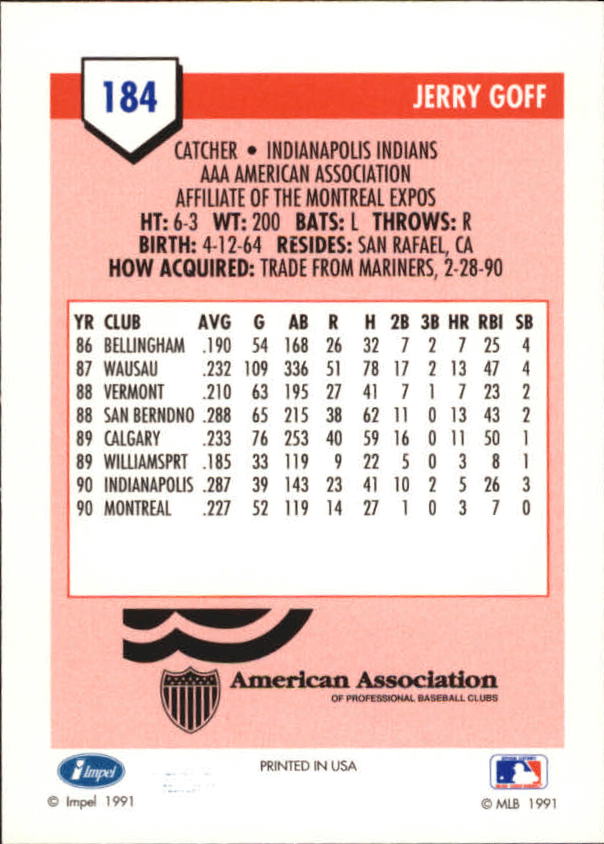 184
JERRY GOFF
CATCHER • INDIANAPOLIS INDIANS
AAA AMERICAN ASSOCIATION
AFFILIATE OF THE MONTREAL EXPOS
HT: 6-3 WT: 200 BATS: L THROWS: R
BIRTH: 4-12-64 RESIDES: SAN RAFAEL, CA
HOW ACQUIRED: TRADE FROM MARINERS, 2-28-90
YR CLUB AVG G AB R H 2B 3B HR RBI SB
86 BELLINGHAM .190 54 168 26 32 7 2 7 25 4
87 WAUSAU .232 109 336 51 78 17 2 13 47 4
88 VERMONT .210 63 195 27 41 7 1 7 23 2
88 SAN BERNDNO .288 65 215 38 62 11 0 13 43 2
89 CALGARY .233 76 253 40 59 16 0 11 50 1
89 WILLIAMSPRT .185 33 119 9 22 5 0 3 8 1
90 INDIANAPOLIS .287 39 143 23 41 10 2 5 26 3
90 MONTREAL .227 52 119 14 27 1 0 3 7 0
American Association
OF PROFESSIONAL BASEBALL CLUBS
Impel
PRINTED IN USA
© Impel 1991
© MLB 1991